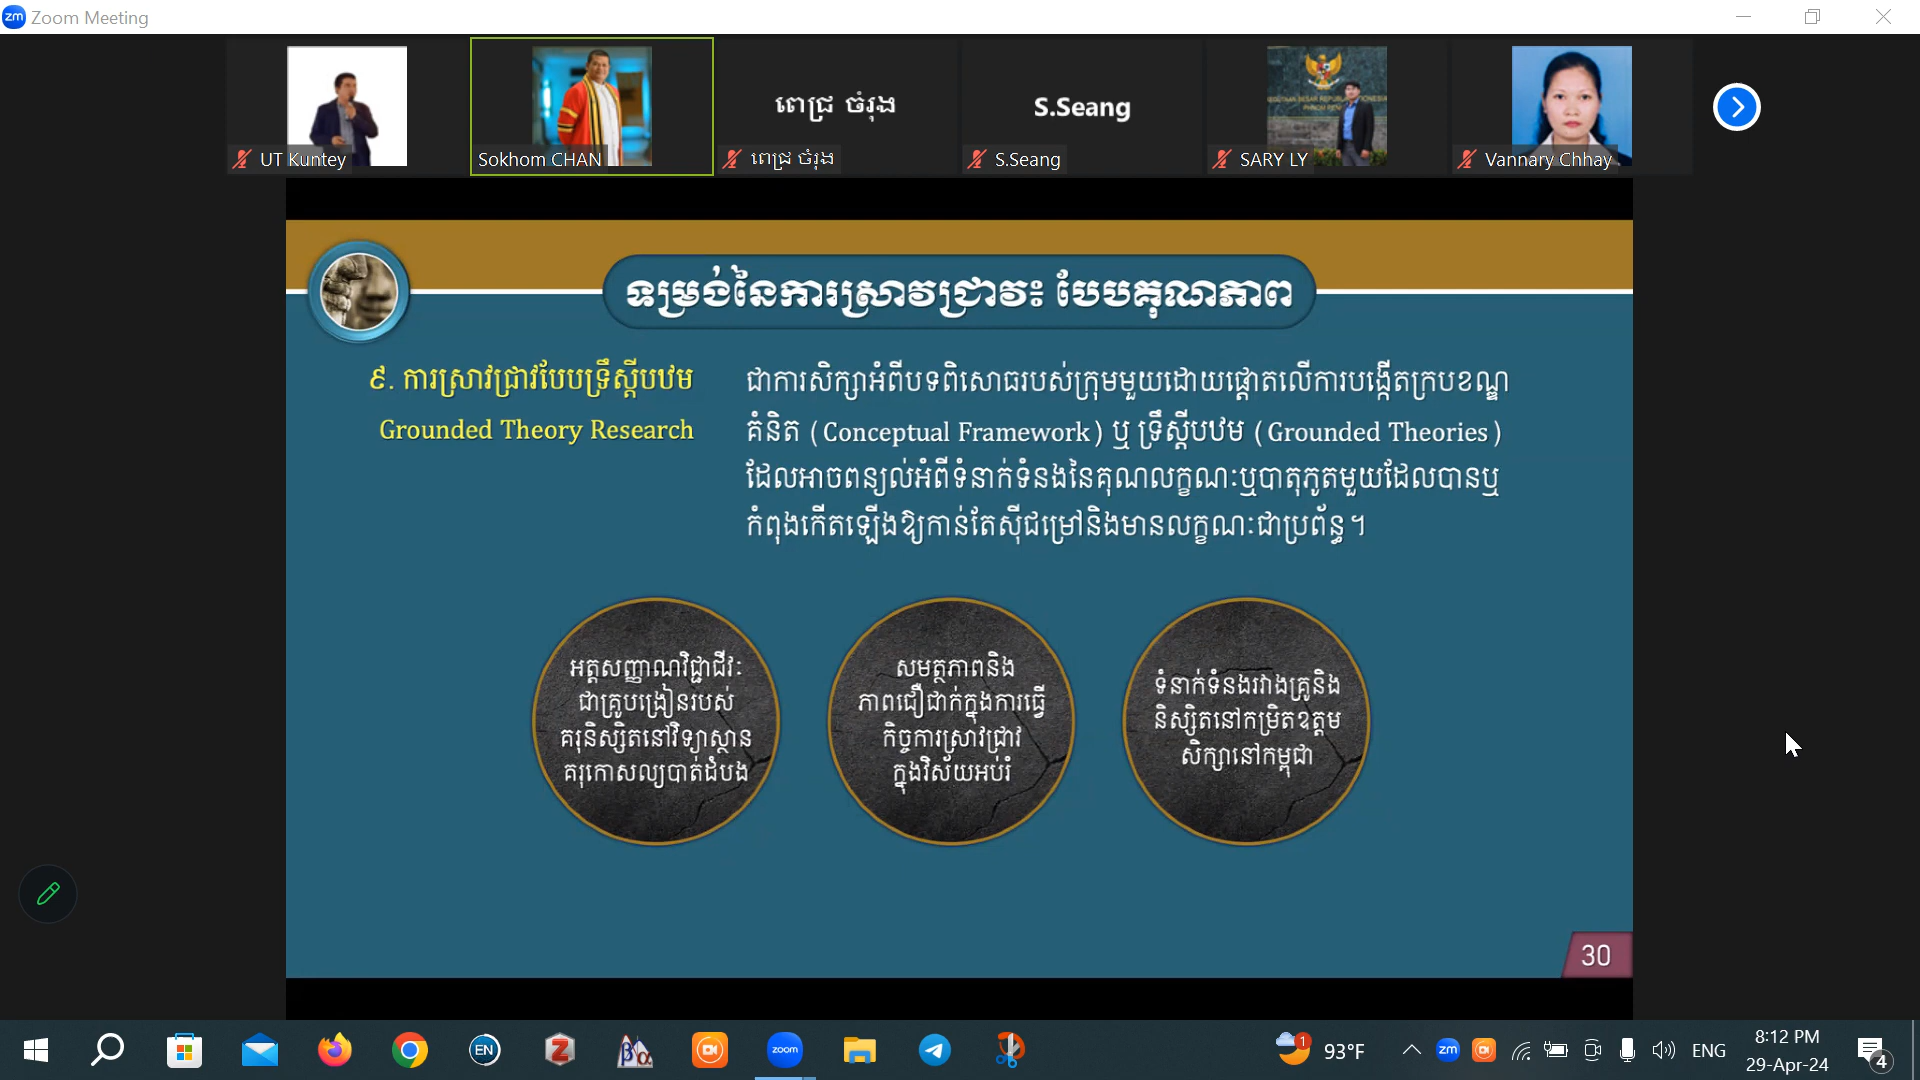 Zoom Meeting
UT Kuntey
Sokhom CHAN
ពេជ្រ ចំរុង
ពេជ្រ ចំរុង
S.Seang
S.Seang
SARY LY
Vannary Chhay
ទម្រង់នៃការស្រាវជ្រាវ៖ បែបគុណភាព
៩. ការស្រាវជ្រាវបែបទ្រឹស្តីបឋម
Grounded Theory Research
ជាការសិក្សាអំពីបទពិសោធរបស់ក្រុមមួយដោយផ្តោតលើការបង្កើតក្របខណ្ឌ
គំនិត (Conceptual Framework) ឬ ទ្រឹស្តីបឋម (Grounded Theories)
ដែលអាចពន្យល់អំពីទំនាក់ទំនងនៃគុណលក្ខណៈឬបាតុភូតមួយដែលបានឬ
កំពុងកើតឡើងឱ្យកាន់តែស៊ីជម្រៅនិងមានលក្ខណៈជាប្រព័ន្ធ។
អត្តសញ្ញាណវិជ្ជាជីវៈ
ជាគ្រូបង្រៀនរបស់
គរុនិស្សិតនៅវិទ្យាស្ថាន
គរុកោសល្យបាត់ដំបង
សមត្ថភាពនិង
ភាពជឿជាក់ក្នុងការធ្វើ
កិច្ចការស្រាវជ្រាវ
ក្នុងវិស័យអប់រំ
ទំនាក់ទំនងរវាងគ្រូនិង
និស្សិតនៅកម្រិតឧត្តម
សិក្សានៅកម្ពុជា
30
93°F
ENG
8:12 PM
29-Apr-24
4